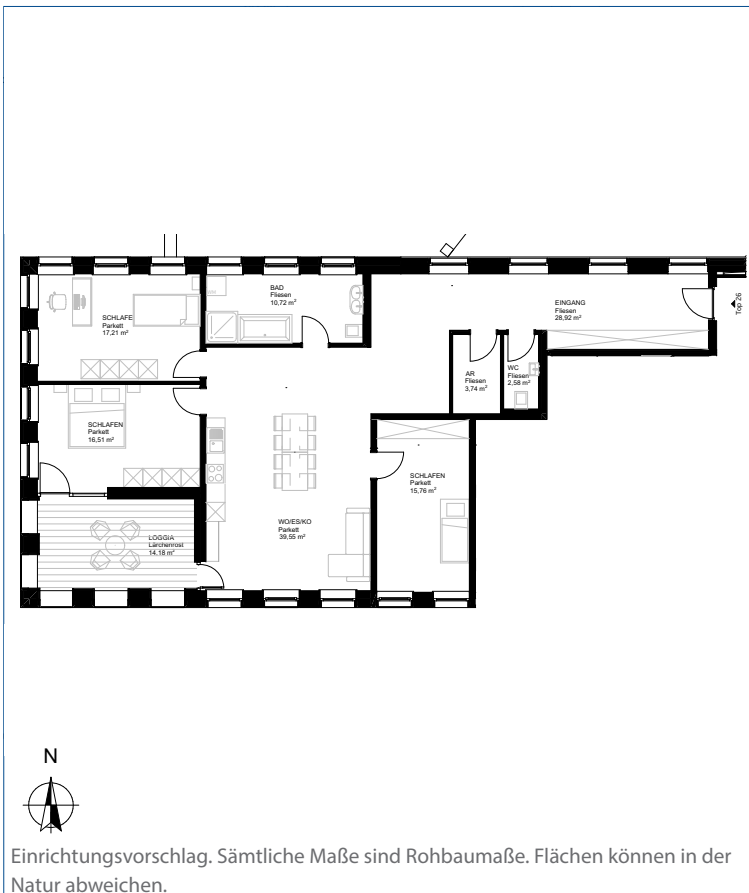 BAD
Fliesen
10,72 m²
EINGANG
Fliesen
28,92 m²
Top 26
SCHLAFE
Parkett
17,21 m²
AR
Fliesen
3,74 m²
WC
Fliesen
2,58 m²
SCHLAFEN
Parkett
16,51 m²
SCHLAFEN
Parkett
15,76 m²
WO/ES/KO
Parkett
39,55 m²
LOGGIA
Lärchenrost
14,18 m²
N
Einrichtungsvorschlag. Sämtliche Maße sind Rohbaumaße. Flächen können in der
Natur abweichen.